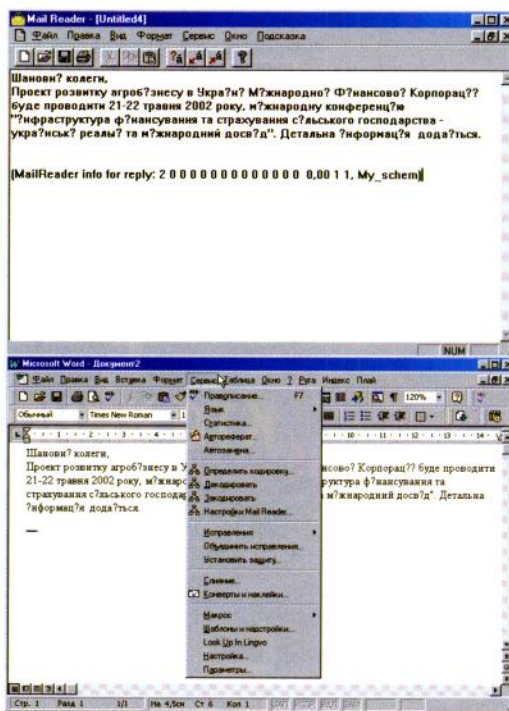 Mail Reader - [Untitled4]
Файл Правка Вид Формат Сервис Окно Подсказка
Шановн? колеги,
Проект розвитку агроб?знесу в Укра?н? М?жнародно? Ф?нансово? Корпорац??
буде проводити 21-22 травня 2002 року, м?жнародну конференц?ю
"?нфраструктура ф?нансування та страхування с?льського господарства -
укра?нськ? реалы? та м?жнародний досв?д". Детальна ?нформац?я дода?ться.
[MailReader info for reply: 2 0 0 0 0 0 0 0 0 0 0 0 0 0 0 0,00 1 1, My_schem]
NUM
Microsoft Word - Документ2
Файл Правка Вид Вставка Формат Сервис Таблица Окно ? Рута Индекс Плай
120%
Обычный Times New Roman
Правописание... F7
Язык
Статистика...
Автореферат...
Автозамена...
Определить кодировку...
Декодировать
Закодировать
Настройки Mail Reader...
Исправления
Объединить исправления...
Установить защиту...
Слияние...
Конверты и наклейки...
Макрос
Шаблоны и надстройки...
Look Up In Lingvo
Настройка...
Параметры...
Шановн? колеги,
Проект розвитку агроб?знесу в У нсово? Корпорац?? буде проводити
21-22 травня 2002 року, м?жнаро руктура ф?нансування та
страхування с?льського господар а м?жнародний досв?д". Детальна
?нформац?я дода?ться.
Стр. 1 Разд 1 1/1 На 4,5см Ст 6 Кол 1